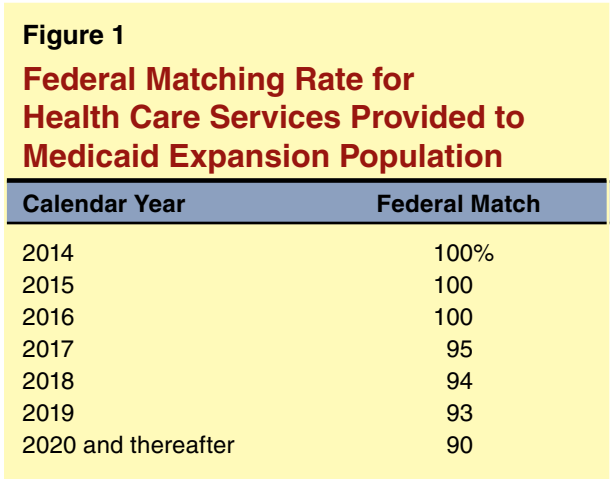 Figure 1
Federal Matching Rate for
Health Care Services Provided to
Medicaid Expansion Population
Calendar Year Federal Match
2014 100%
2015 100
2016 100
2017 95
2018 94
2019 93
2020 and thereafter 90